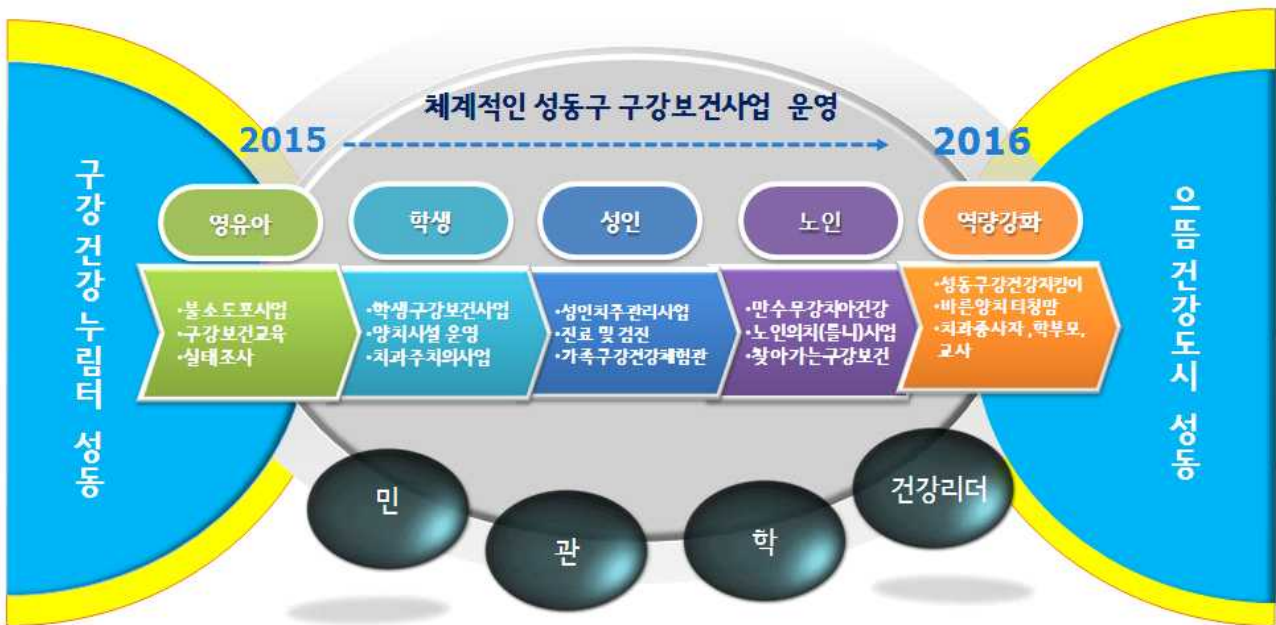 체계적인 성동구 구강보건사업 운영
2015
2016
구강건강누림터 성동
영유아
•불소도포사업
•구강보건교육
•실태조사
학생
•학생구강보건사업
•양치시설 운영
•치과주치의사업
성인
•성인치주관리사업
•진료 및 검진
•가족구강건강체험관
노인
•만수무강치아건강
•노인의치(틀니)사업
•찾아가는구강보건
역량강화
•성동구강건강지킴이
•바른양치티칭맘
•치과종사자,학부모,
교사
으뜸건강도시 성동
민
관
학
건강리더